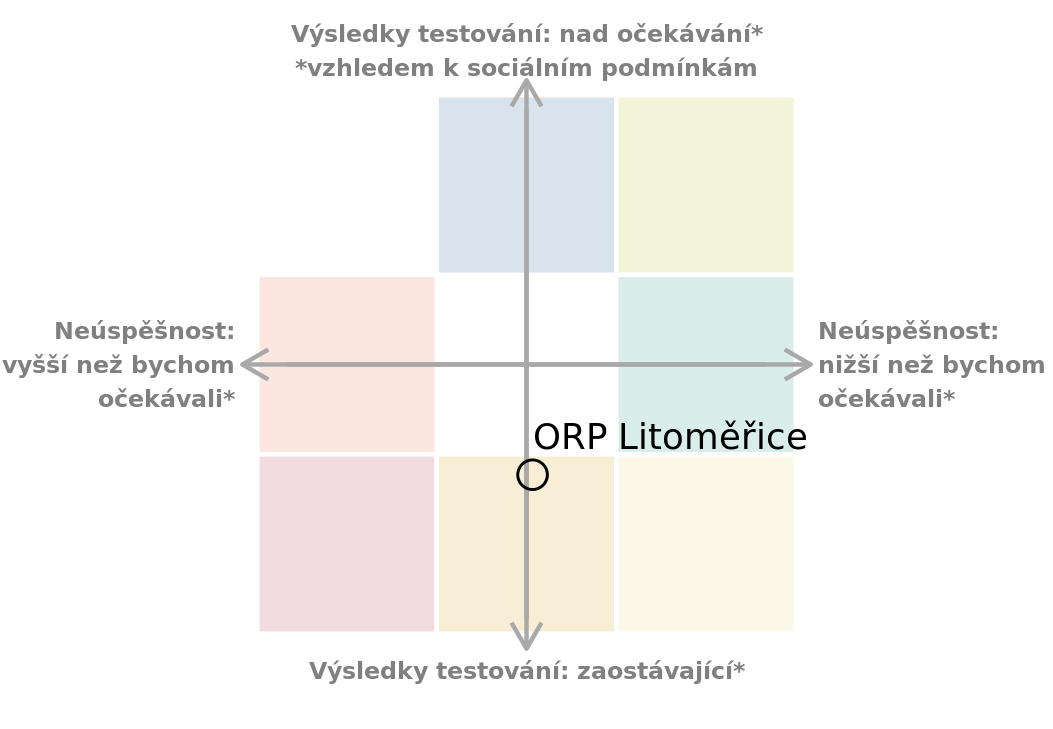 Výsledky testování: nad očekávání*
*vzhledem k sociálním podmínkám
Neúspěšnost:
vyšší než bychom
očekávali*
Neúspěšnost:
nižší než bychom
očekávali*
ORP Litoměřice
Výsledky testování: zaostávající*